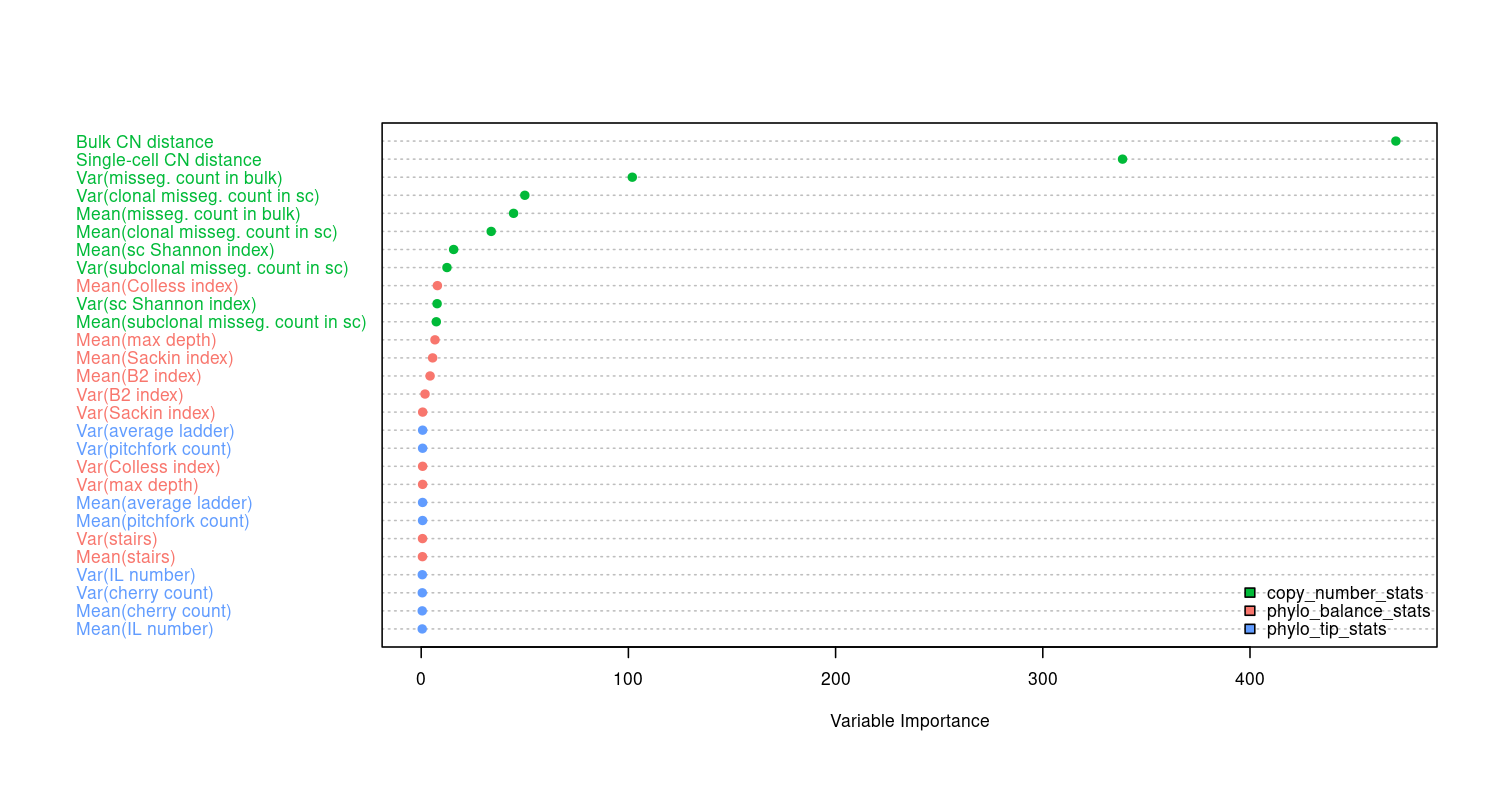 Bulk CN distance
Single-cell CN distance
Var(misseg. count in bulk)
Var(clonal misseg. count in sc)
Mean(misseg. count in bulk)
Mean(clonal misseg. count in sc)
Mean(sc Shannon index)
Var(subclonal misseg. count in sc)
Mean(Colless index)
Var(sc Shannon index)
Mean(subclonal misseg. count in sc)
Mean(max depth)
Mean(Sackin index)
Mean(B2 index)
Var(B2 index)
Var(Sackin index)
Var(average ladder)
Var(pitchfork count)
Var(Colless index)
Var(max depth)
Mean(average ladder)
Mean(pitchfork count)
Var(stairs)
Mean(stairs)
Var(IL number)
Var(cherry count)
Mean(cherry count)
Mean(IL number)
copy_number_stats
phylo_balance_stats
phylo_tip_stats
0 100 200 300 400
Variable Importance